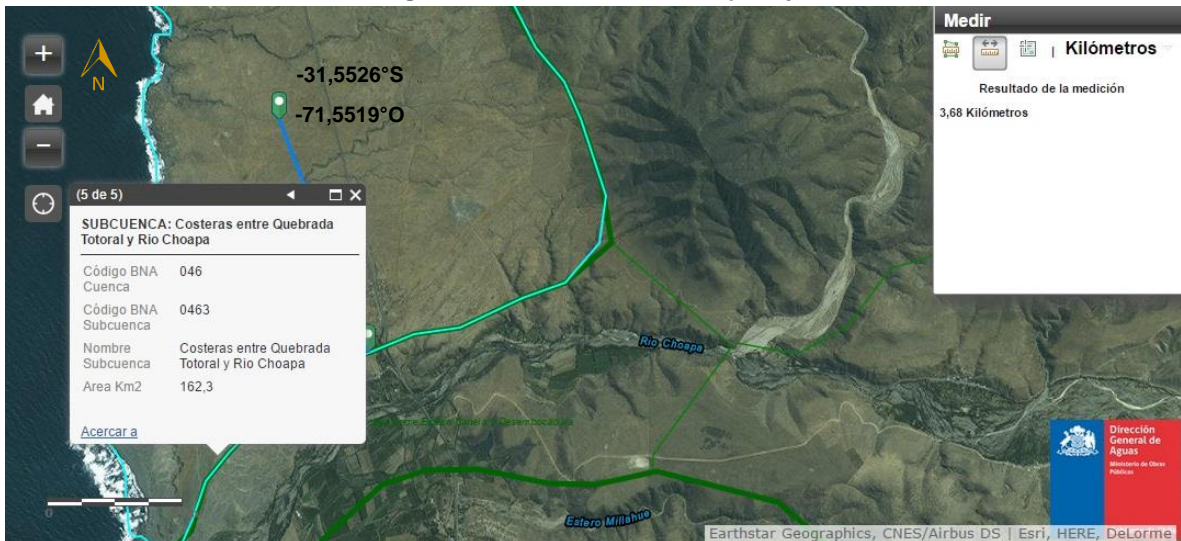 Medir
Kilómetros
Resultado de la medición
3,68 Kilómetros
N
-31,5526°S
-71,5519°O
(5 de 5)
SUBCUENCA: Costeras entre Quebrada
Totoral y Rio Choapa
Código BNA 046
Cuenca
Código BNA 0463
Subcuenca
Nombre Costeras entre Quebrada
Subcuenca Totoral y Rio Choapa
Area Km2 162,3
Acercar a
Rio Choapa
Desembocadura
Estero Millahue
0
Dirección
General de
Aguas
Ministerio de Obras
Públicas
Earthstar Geographics, CNES/Airbus DS | Esri, HERE, DeLorme